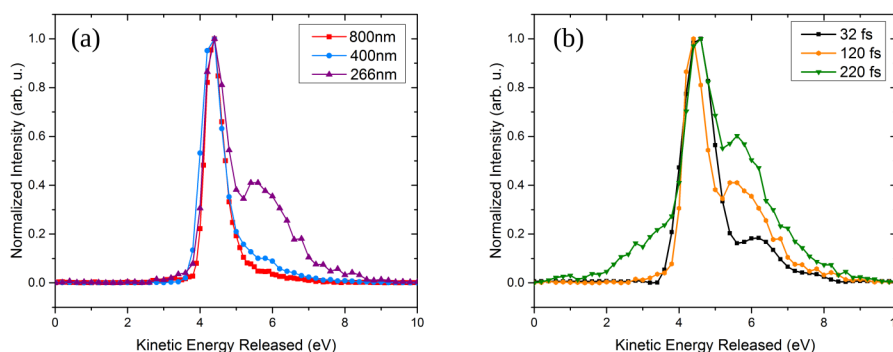 (a)
800nm
400nm
266nm
Normalized Intensity (arb. u.)
1.0
0.8
0.6
0.4
0.2
0.0
0
2
4
6
8
10
Kinetic Energy Released (eV)
(b)
32 fs
120 fs
220 fs
Normalized Intensity (arb. u.)
1.0
0.8
0.6
0.4
0.2
0.0
0
2
4
6
8
Kinetic Energy Released (eV)